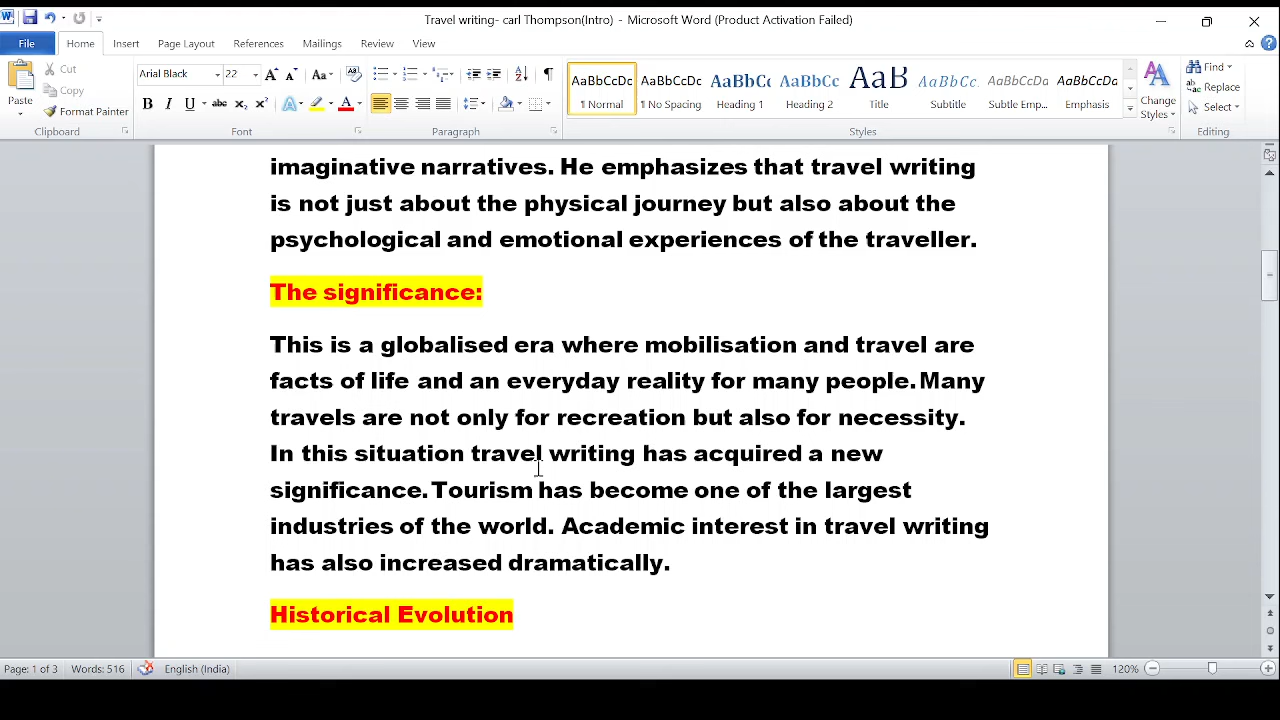 Travel writing- carl Thompson(Intro) - Microsoft Word (Product Activation Failed)
File Home Insert Page Layout References Mailings Review View
Paste
Cut
Copy
Format Painter
Clipboard
Arial Black 22
Font
Paragraph
AaBbCcDc AaBbCcDc AaBbC AaBbCc AaB AaBbCc. AaBbCcDc AaBbCcDc
¶ Normal ¶ No Spacing Heading 1 Heading 2 Title Subtitle Subtle Em... Emphasis
Change Styles
Styles
Find
Replace
Select
Editing
imaginative narratives. He emphasizes that travel writing
is not just about the physical journey but also about the
psychological and emotional experiences of the traveller.
The significance:
This is a globalised era where mobilisation and travel are
facts of life and an everyday reality for many people. Many
travels are not only for recreation but also for necessity.
In this situation travel writing has acquired a new
significance. Tourism has become one of the largest
industries of the world. Academic interest in travel writing
has also increased dramatically.
Historical Evolution
Page: 1 of 3 Words: 516 English (India) 120%